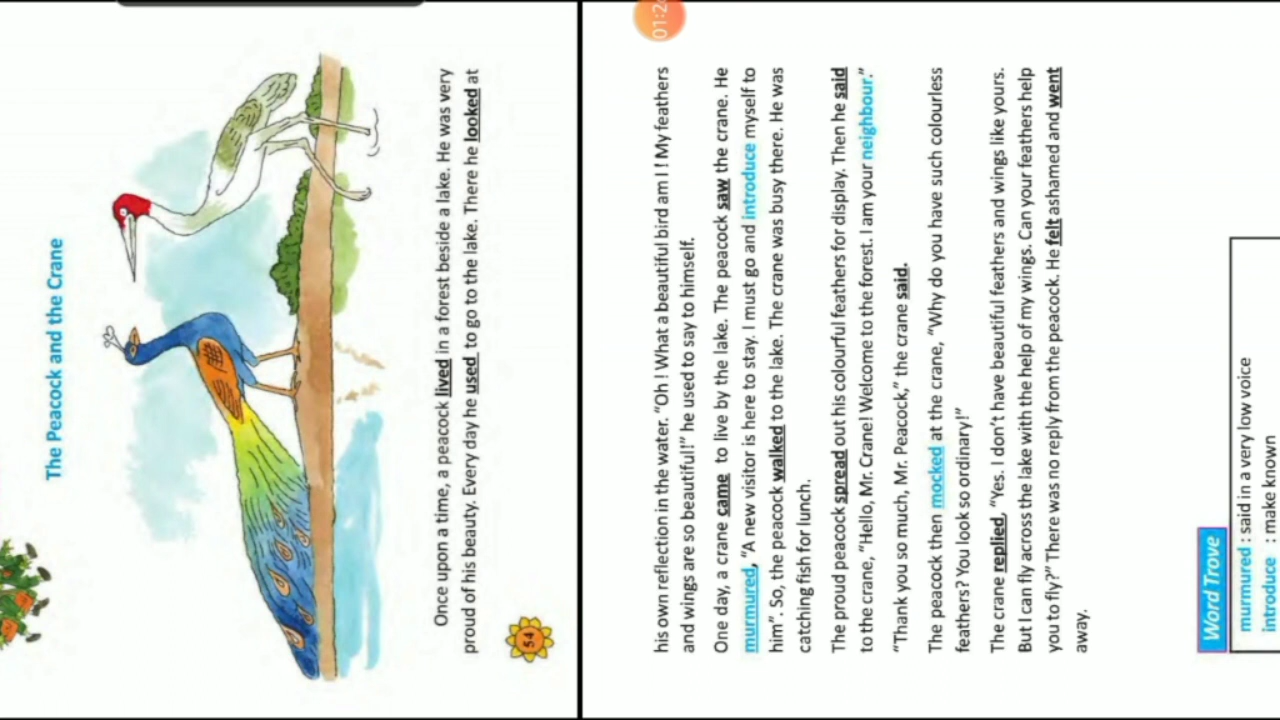 The Peacock and the Crane
Once upon a time, a peacock lived in a forest beside a lake. He was very
proud of his beauty. Every day he used to go to the lake. There he looked at
54
01:2
his own reflection in the water. “Oh ! What a beautiful bird am I ! My feathers
and wings are so beautiful!” he used to say to himself.
One day, a crane came to live by the lake. The peacock saw the crane. He
murmured, “A new visitor is here to stay. I must go and introduce myself to
him”. So, the peacock walked to the lake. The crane was busy there. He was
catching fish for lunch.
The proud peacock spread out his colourful feathers for display. Then he said
to the crane, “Hello, Mr. Crane! Welcome to the forest. I am your neighbour.”
“Thank you so much, Mr. Peacock,” the crane said.
The peacock then mocked at the crane, “Why do you have such colourless
feathers? You look so ordinary!”
The crane replied, “Yes. I don’t have beautiful feathers and wings like yours.
But I can fly across the lake with the help of my wings. Can your feathers help
you to fly?” There was no reply from the peacock. He felt ashamed and went
away.
Word Trove
murmured : said in a very low voice
introduce : make known